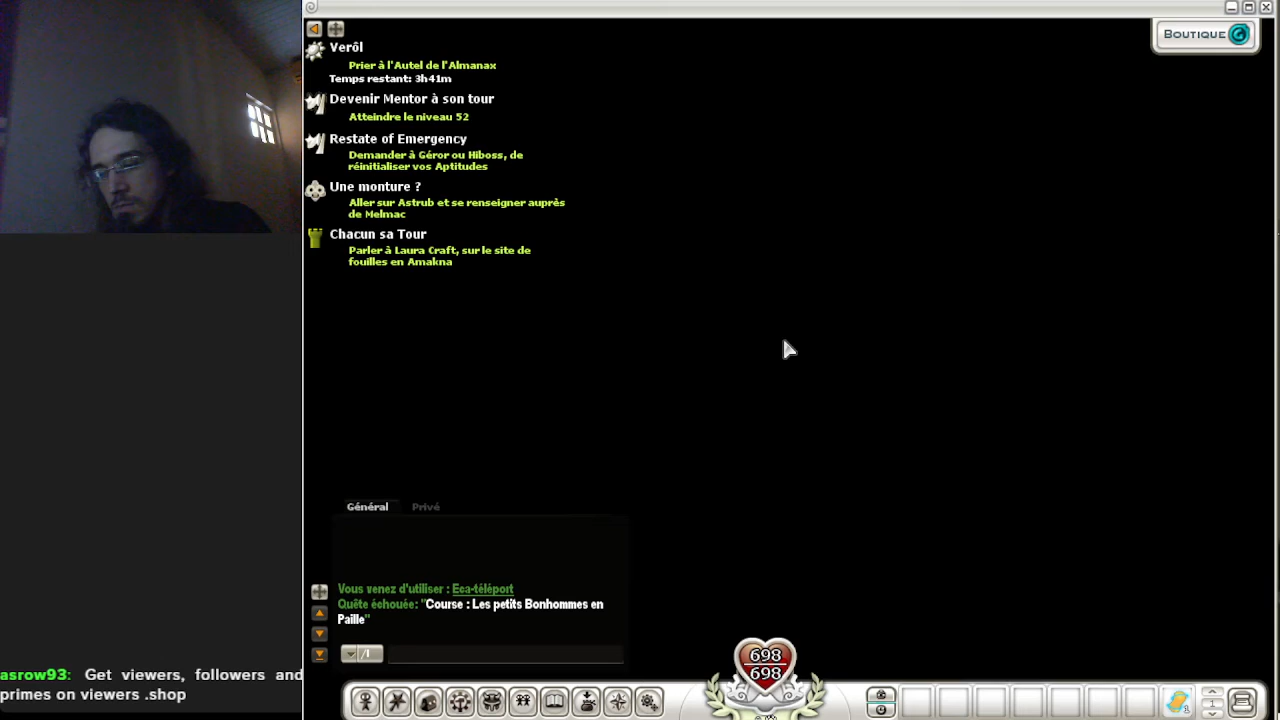 BOUTIQUE
Verôl
Prier à l'Autel de l'Almanax
Temps restant: 3h41m
Devenir Mentor à son tour
Atteindre le niveau 52
Restate of Emergency
Demander à Géror ou Hiboss, de
réinitialiser vos Aptitudes
Une monture ?
Aller sur Astrub et se renseigner auprès
de Melmac
Chacun sa Tour
Parler à Laura Craft, sur le site de
fouilles en Amakna
Général Privé
Vous venez d'utiliser : Eca-téléport
Quête échouée: "Course : Les petits Bonhommes en
Paille"
/l
698
698
1
1
asrow93: Get viewers, followers and
primes on viewers .shop